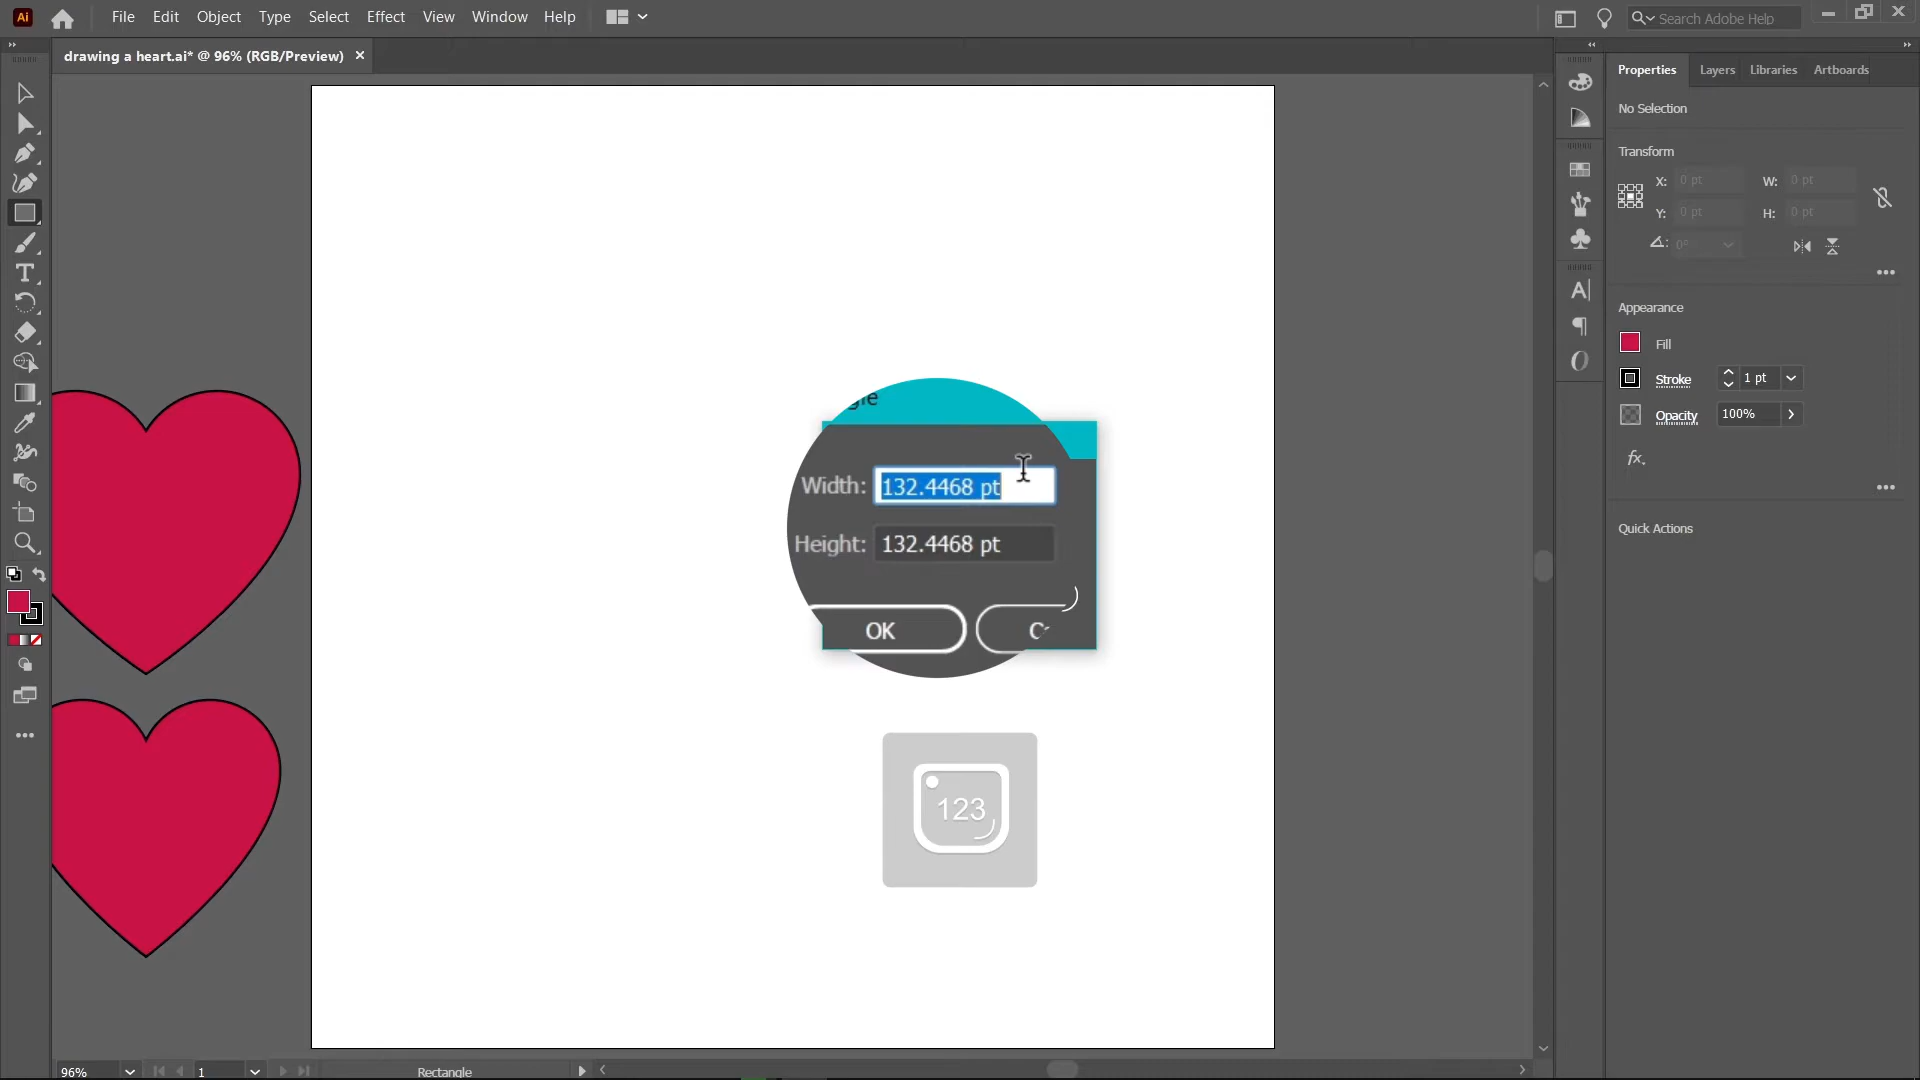 Ai File Edit Object Type Select Effect View Window Help Search Adobe Help
drawing a heart.ai* @ 96% (RGB/Preview) ×
Properties Layers Libraries Artboards
No Selection
Transform
X: 0 pt W: 0 pt
Y: 0 pt H: 0 pt
0°
Appearance
Fill
Stroke 1 pt
Opacity 100%
fx.
Quick Actions
Width: 132.4468 pt
Height: 132.4468 pt
OK
123
96% 1 Rectangle